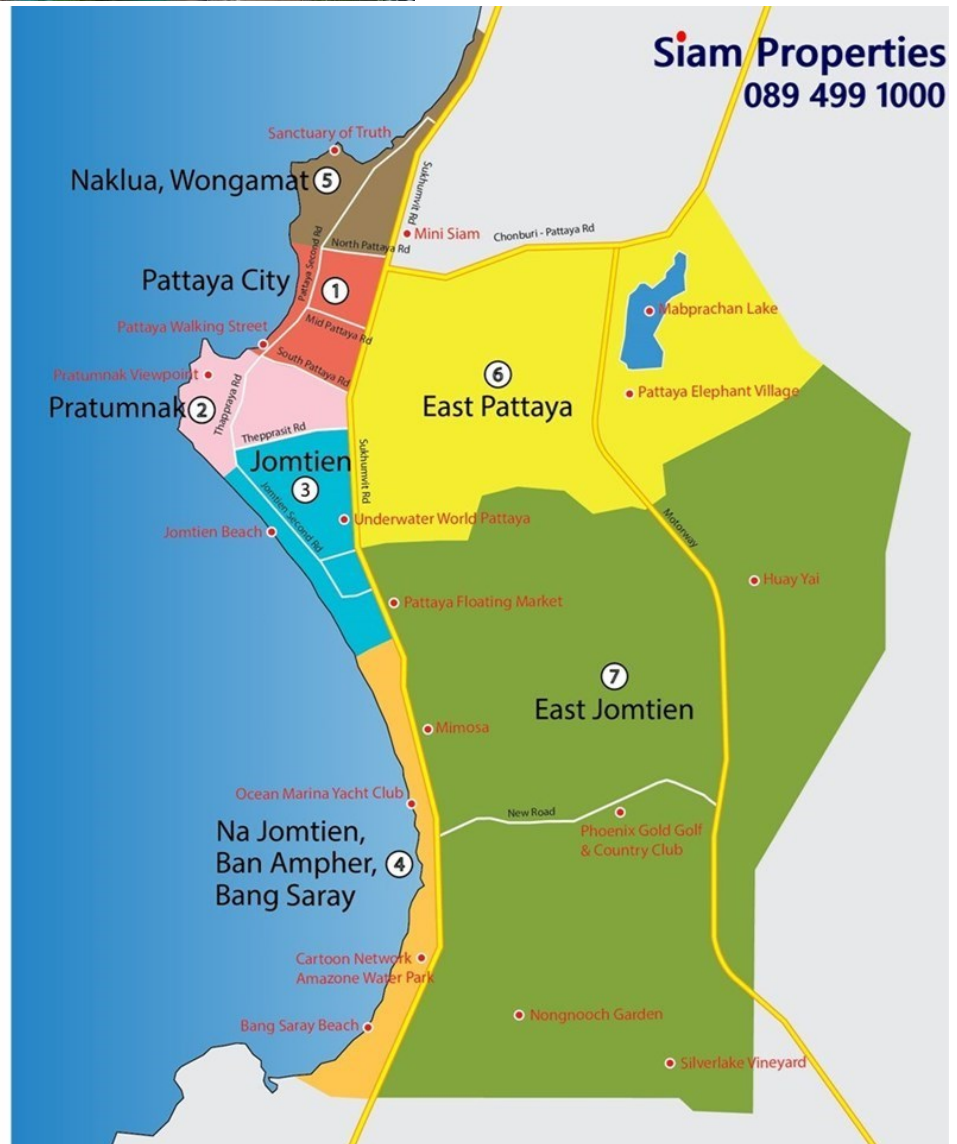 Siam Properties
089 499 1000
Sanctuary of Truth
Naklua, Wongamat 5
Sukhumvit Rd
Mini Siam
Chonburi - Pattaya Rd
North Pattaya Rd
Pattaya Second Rd
Pattaya City
1
Mabprachan Lake
Mid Pattaya Rd
Pattaya Walking Street
South Pattaya Rd
Pratumnak Viewpoint
6
East Pattaya
Pattaya Elephant Village
Pratumnak 2
Thappraya Rd
Thepprasit Rd
Jomtien
3
Sukhumvit Rd
Jomtien Second Rd
Underwater World Pattaya
Jomtien Beach
Motorway
Huay Yai
Pattaya Floating Market
7
East Jomtien
Mimosa
Ocean Marina Yacht Club
New Road
Phoenix Gold Golf
& Country Club
Na Jomtien,
Ban Ampher, 4
Bang Saray
Cartoon Network
Amazone Water Park
Nongnooch Garden
Bang Saray Beach
Silverlake Vineyard